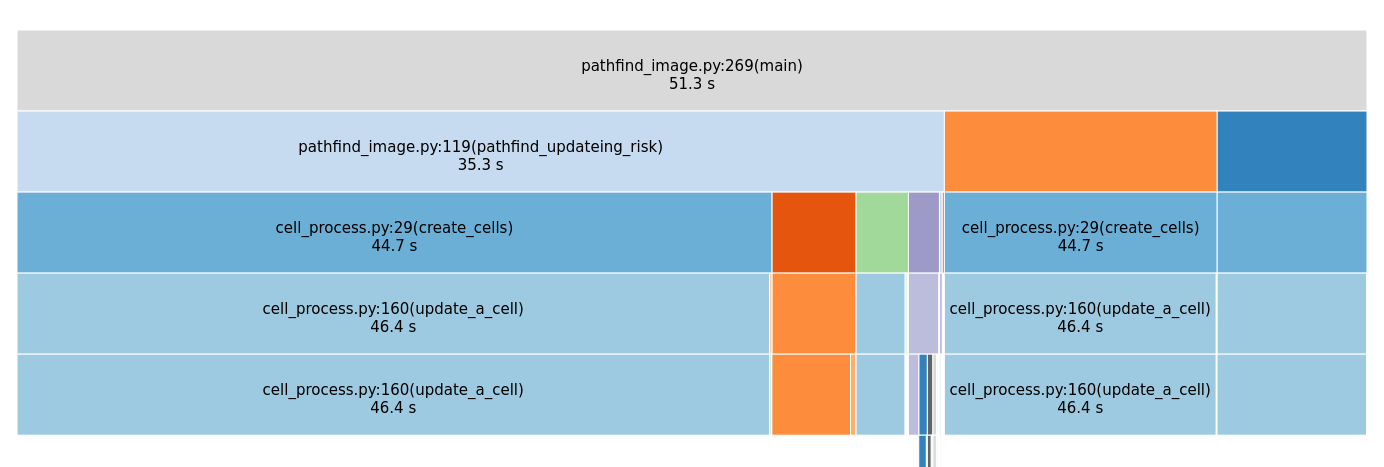 pathfind_image.py:269(main)
51.3 s
pathfind_image.py:119(pathfind_updateing_risk)
35.3 s
cell_process.py:29(create_cells)
44.7 s
cell_process.py:29(create_cells)
44.7 s
cell_process.py:160(update_a_cell)
46.4 s
cell_process.py:160(update_a_cell)
46.4 s
cell_process.py:160(update_a_cell)
46.4 s
cell_process.py:160(update_a_cell)
46.4 s